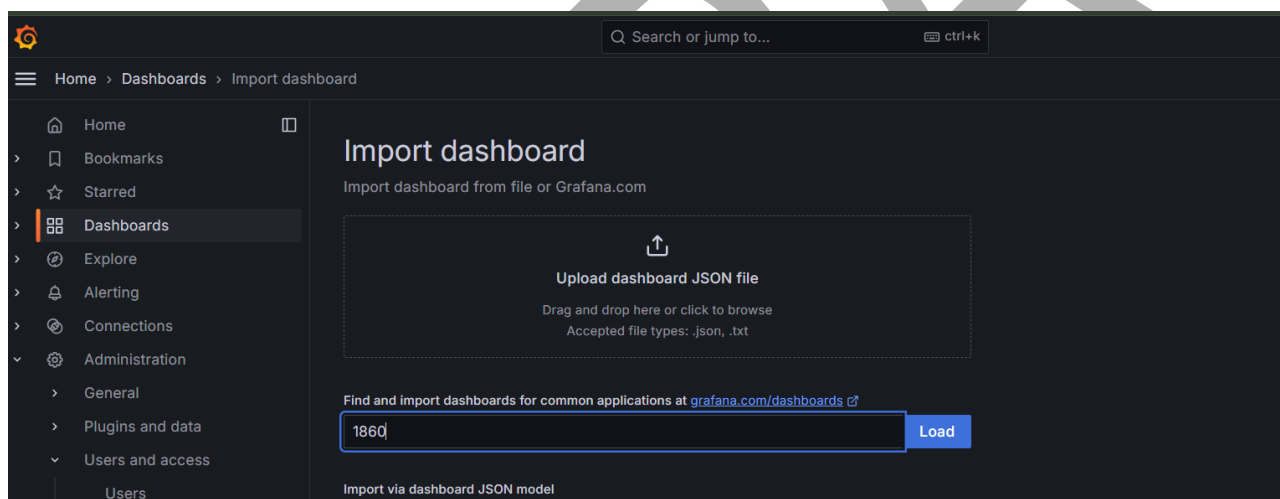 Search or jump to... ctrl+k
Home > Dashboards > Import dashboard
Home
Bookmarks
Starred
Dashboards
Explore
Alerting
Connections
Administration
General
Plugins and data
Users and access
Users
Import dashboard
Import dashboard from file or Grafana.com
Upload dashboard JSON file
Drag and drop here or click to browse
Accepted file types: .json, .txt
Find and import dashboards for common applications at grafana.com/dashboards
1860 Load
Import via dashboard JSON model